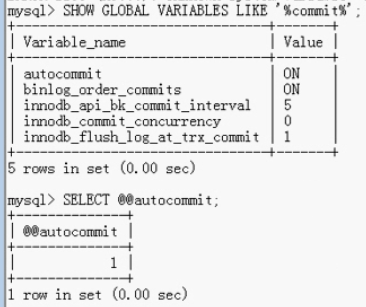 mysql> SHOW GLOBAL VARIABLES LIKE '%commit%';
+--------------------------------+-------+
| Variable_name                  | Value |
+--------------------------------+-------+
| autocommit                     | ON    |
| binlog_order_commits           | ON    |
| innodb_api_bk_commit_interval  | 5     |
| innodb_commit_concurrency      | 0     |
| innodb_flush_log_at_trx_commit | 1     |
+--------------------------------+-------+
5 rows in set (0.00 sec)
mysql> SELECT @@autocommit;
+--------------+
| @@autocommit |
+--------------+
|            1 |
+--------------+
1 row in set (0.00 sec)